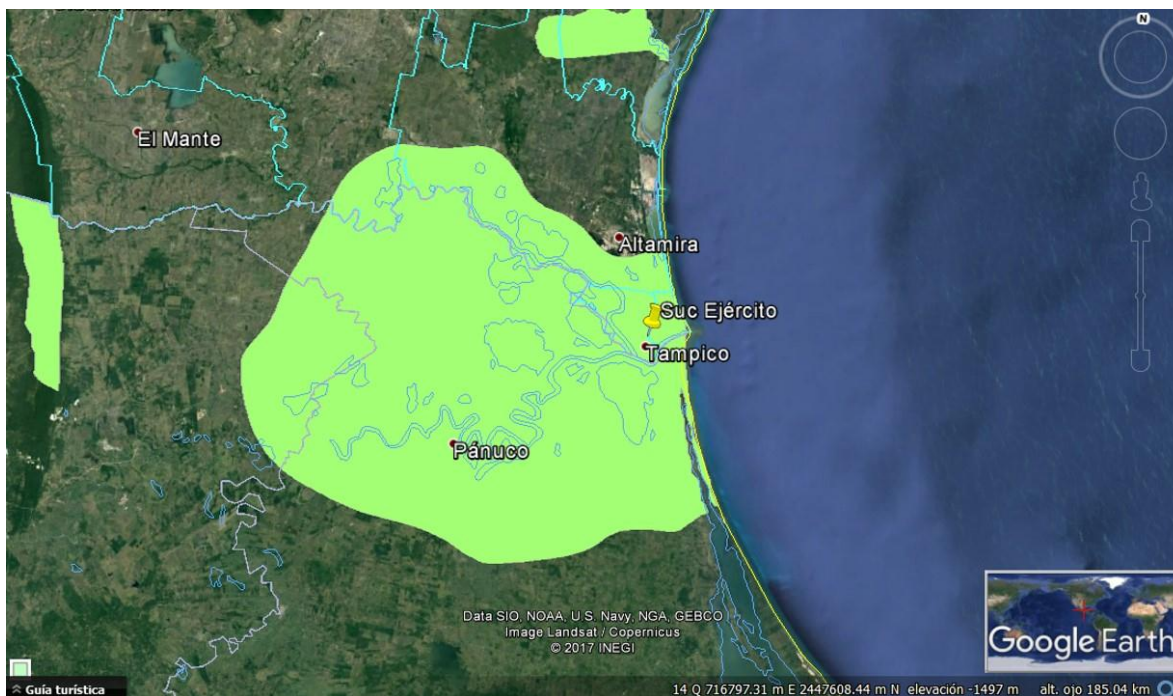 N
El Mante
Altamira
Suc Ejército
Tampico
Pánuco
Data SIO, NOAA, U.S. Navy, NGA, GEBCO
Image Landsat / Copernicus
© 2017 INEGI
Google Earth
Guía turística
14 Q 716797.31 m E 2447608.44 m N elevación -1497 m alt. ojo 185.04 km